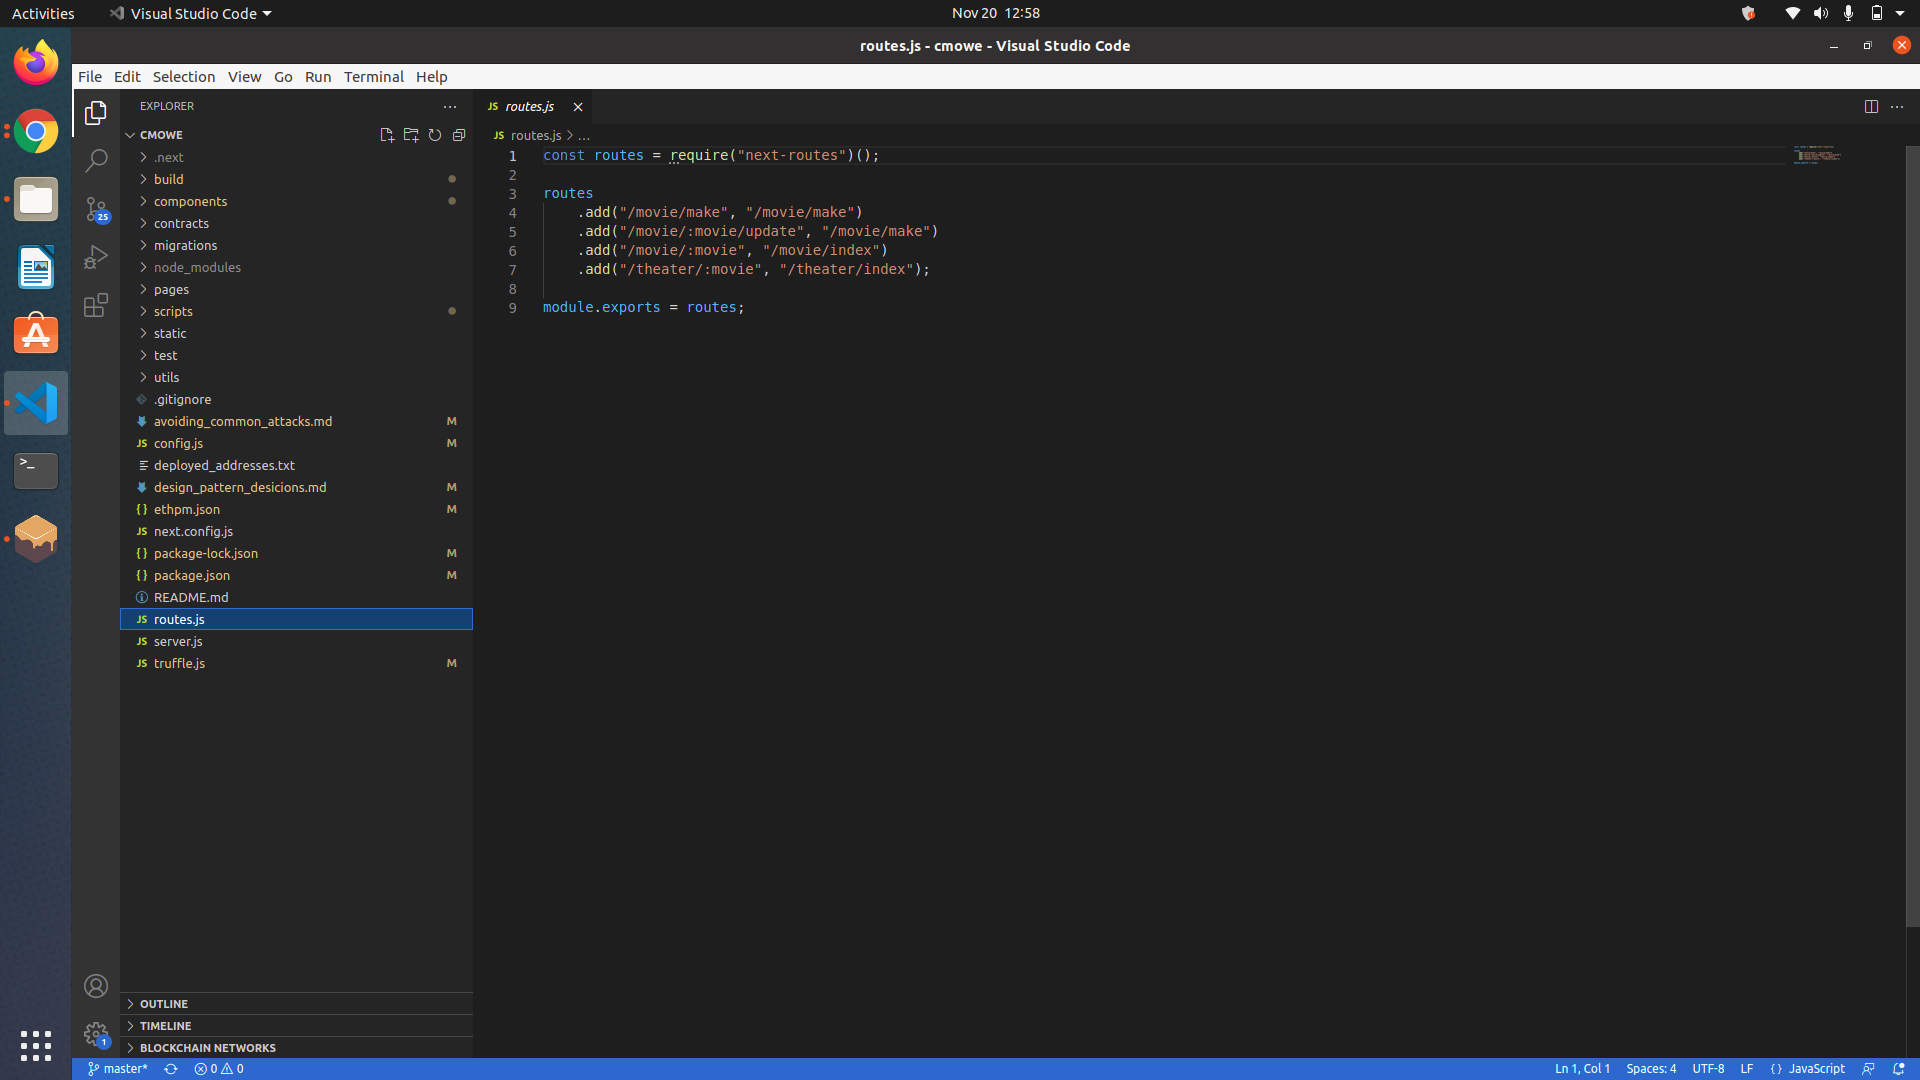 Activities
Visual Studio Code
Nov 20 12:58
routes.js - cmowe - Visual Studio Code
File Edit Selection View Go Run Terminal Help
EXPLORER
CMOWE
.next
build
components
contracts
migrations
node_modules
pages
scripts
static
test
utils
.gitignore
avoiding_common_attacks.md M
JS config.js M
deployed_addresses.txt
design_pattern_desicions.md M
{} ethpm.json M
JS next.config.js
{} package-lock.json M
{} package.json M
README.md
JS routes.js
JS server.js
JS truffle.js M
OUTLINE
TIMELINE
BLOCKCHAIN NETWORKS
25
1
JS routes.js
JS routes.js > ...
1 const routes = require("next-routes")();
2
3 routes
4 .add("/movie/make", "/movie/make")
5 .add("/movie/:movie/update", "/movie/make")
6 .add("/movie/:movie", "/movie/index")
7 .add("/theater/:movie", "/theater/index");
8
9 module.exports = routes;
master* 0 0
Ln 1, Col 1 Spaces: 4 UTF-8 LF {} JavaScript